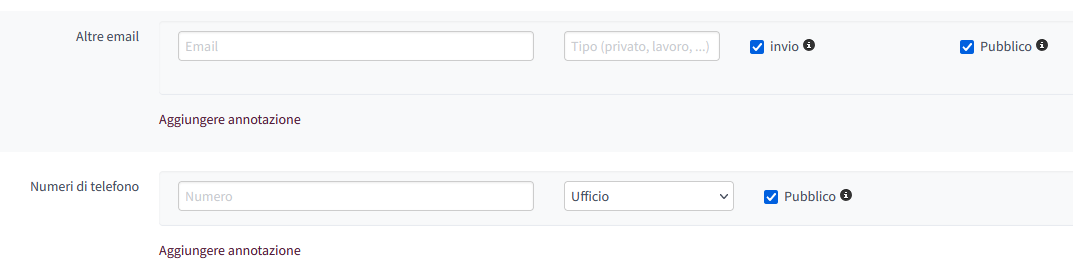 Altre email
Email
Tipo (privato, lavoro, ...)
invio
Pubblico
Aggiungere annotazione
Numeri di telefono
Numero
Ufficio
Pubblico
Aggiungere annotazione